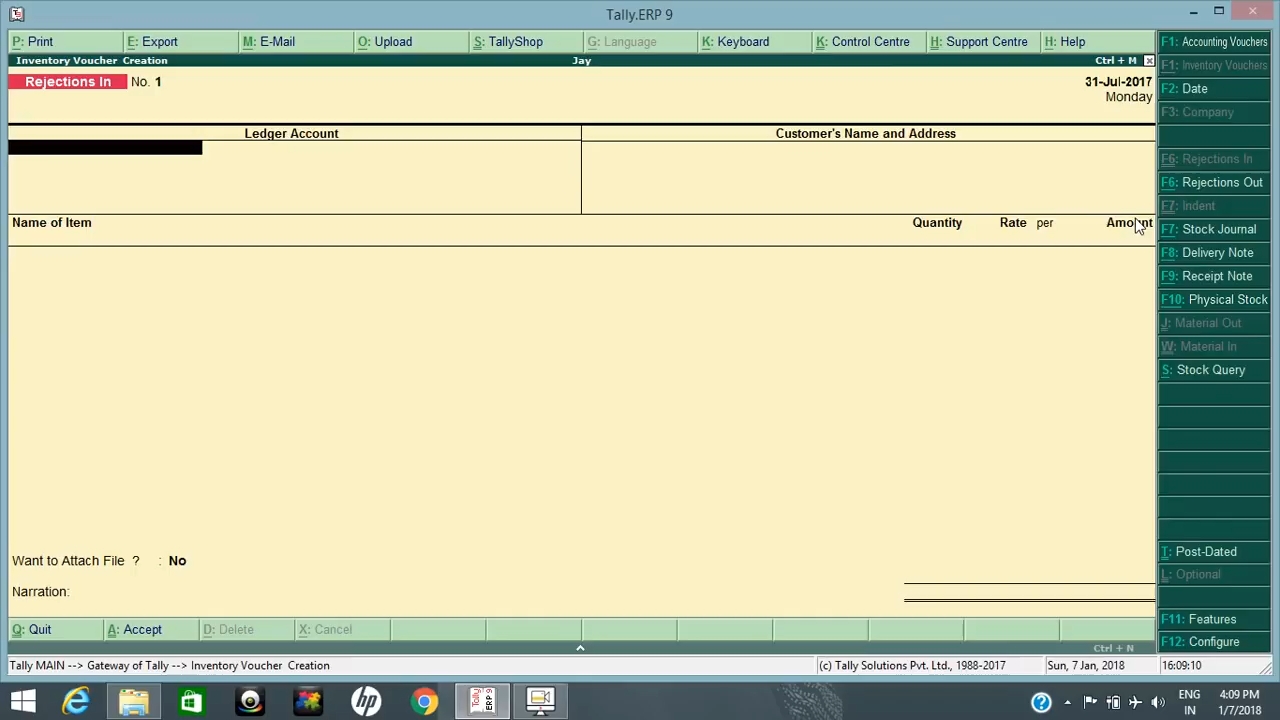 Tally.ERP 9
P: Print E: Export M: E-Mail O: Upload S: TallyShop G: Language K: Keyboard K: Control Centre H: Support Centre H: Help
Inventory Voucher Creation Jay Ctrl + M
Rejections In No. 1 31-Jul-2017
Monday
Ledger Account Customer's Name and Address
Name of Item Quantity Rate per Amount
Want to Attach File ? : No
Narration:
Q: Quit A: Accept D: Delete X: Cancel
Ctrl + N
F1: Accounting Vouchers
F1: Inventory Vouchers
F2: Date
F3: Company
F6: Rejections In
F6: Rejections Out
F7: Indent
F7: Stock Journal
F8: Delivery Note
F9: Receipt Note
F10: Physical Stock
J: Material Out
W: Material In
S: Stock Query
T: Post-Dated
L: Optional
F11: Features
F12: Configure
Tally MAIN --> Gateway of Tally --> Inventory Voucher Creation (c) Tally Solutions Pvt. Ltd., 1988-2017 Sun, 7 Jan, 2018 16:09:10
ENG 4:09 PM
IN 1/7/2018